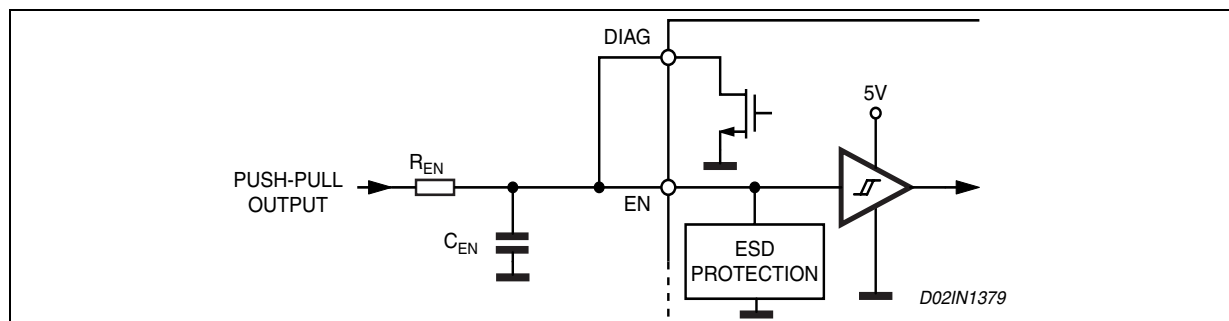 DIAG
5V
R_EN
PUSH-PULL
OUTPUT
EN
C_EN
ESD
PROTECTION
D02IN1379